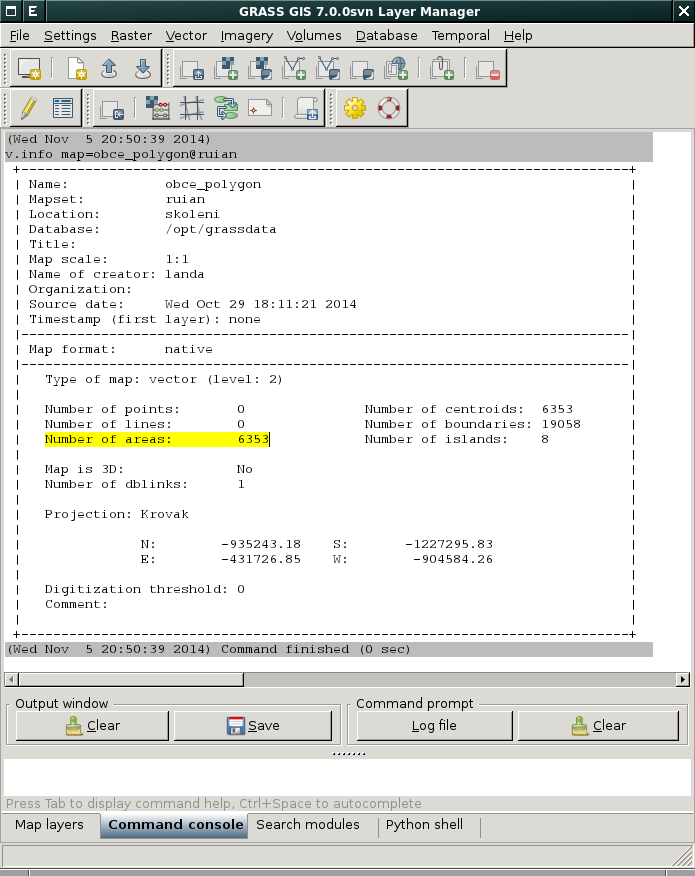 GRASS GIS 7.0.0svn Layer Manager
File Settings Raster Vector Imagery Volumes Database Temporal Help
(Wed Nov  5 20:50:39 2014)
v.info map=obce_polygon@ruian
+----------------------------------------------------------------------------+
| Name:            obce_polygon |
| Mapset:          ruian |
| Location:        skoleni |
| Database:        /opt/grassdata |
| Title: |
| Map scale:       1:1 |
| Name of creator: landa |
| Organization: |
| Source date:     Wed Oct 29 18:11:21 2014 |
| Timestamp (first layer): none |
|----------------------------------------------------------------------------|
| Map format:      native |
|----------------------------------------------------------------------------|
|   Type of map: vector (level: 2) |
| |
|   Number of points:       0               Number of centroids:  6353 |
|   Number of lines:        0               Number of boundaries: 19058 |
|   Number of areas:        6353            Number of islands:    8 |
| |
|   Map is 3D:              No |
|   Number of dblinks:      1 |
| |
|   Projection: Krovak |
| |
|               N:        -935243.18    S:       -1227295.83 |
|               E:        -431726.85    W:        -904584.26 |
| |
|   Digitization threshold: 0 |
|   Comment: |
| |
+----------------------------------------------------------------------------+
(Wed Nov  5 20:50:39 2014) Command finished (0 sec)
Output window Command prompt
Clear Save Log file Clear
Press Tab to display command help, Ctrl+Space to autocomplete
Map layers Command console Search modules Python shell